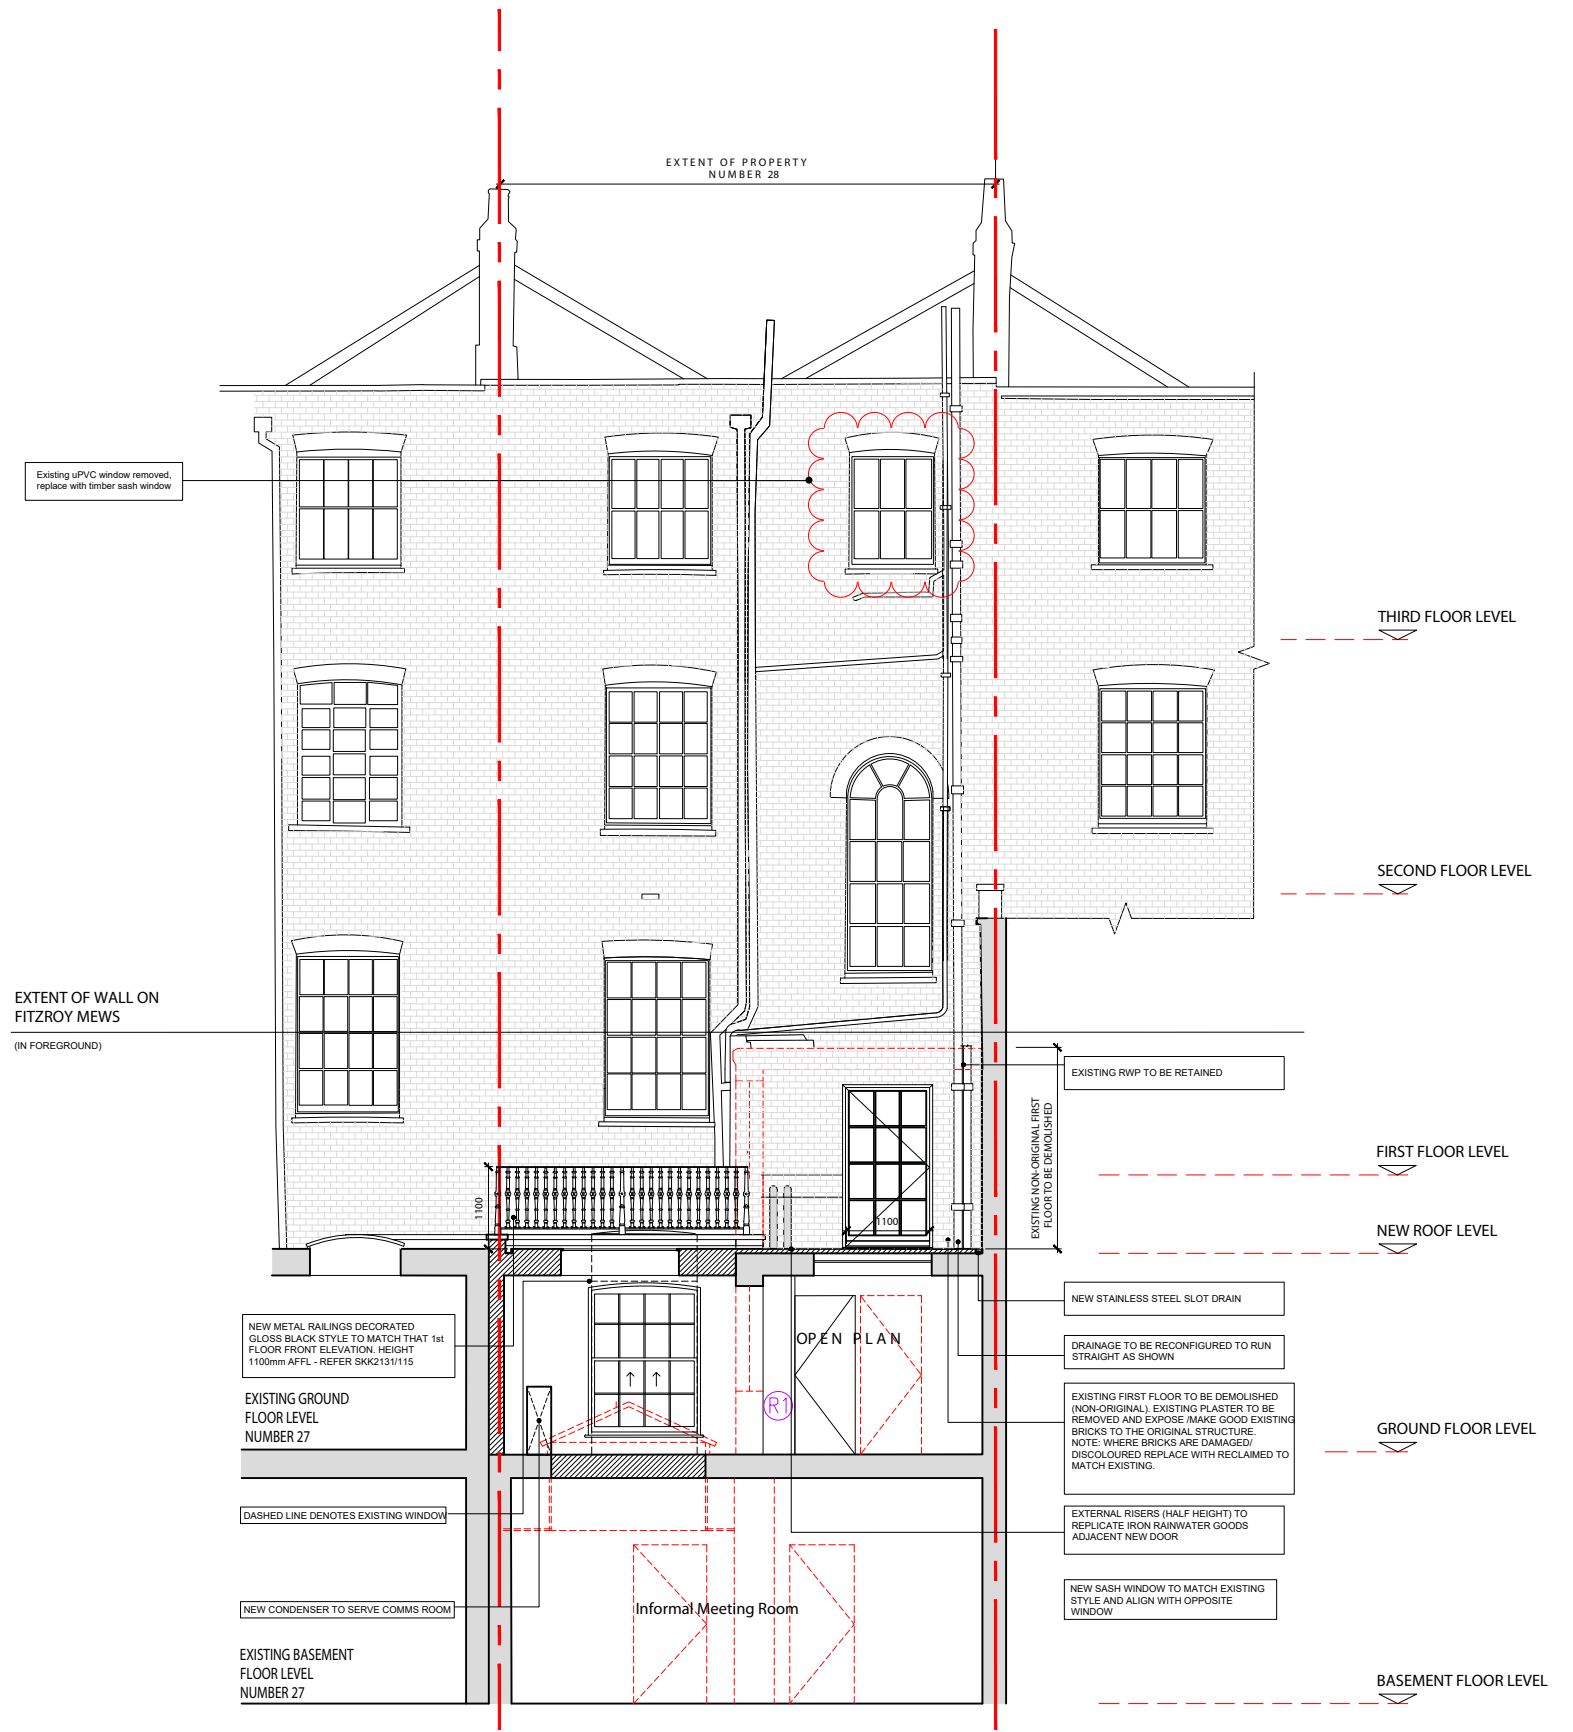 EXTENT OF PROPERTY
NUMBER 28
Existing uPVC window removed,
replace with timber sash window
THIRD FLOOR LEVEL
SECOND FLOOR LEVEL
EXTENT OF WALL ON
FITZROY MEWS
(IN FOREGROUND)
EXISTING RWP TO BE RETAINED
EXISTING NON-ORIGINAL FIRST
FLOOR TO BE DEMOLISHED
FIRST FLOOR LEVEL
1100
1100
NEW ROOF LEVEL
NEW STAINLESS STEEL SLOT DRAIN
NEW METAL RAILINGS DECORATED
GLOSS BLACK STYLE TO MATCH THAT 1st
FLOOR FRONT ELEVATION. HEIGHT
1100mm AFFL - REFER SKK2131/115
OPEN PLAN
DRAINAGE TO BE RECONFIGURED TO RUN
STRAIGHT AS SHOWN
EXISTING GROUND
FLOOR LEVEL
NUMBER 27
R1
EXISTING FIRST FLOOR TO BE DEMOLISHED
(NON-ORIGINAL). EXISTING PLASTER TO BE
REMOVED AND EXPOSE /MAKE GOOD EXISTING
BRICKS TO THE ORIGINAL STRUCTURE.
NOTE: WHERE BRICKS ARE DAMAGED/
DISCOLOURED REPLACE WITH RECLAIMED TO
MATCH EXISTING.
GROUND FLOOR LEVEL
DASHED LINE DENOTES EXISTING WINDOW
EXTERNAL RISERS (HALF HEIGHT) TO
REPLICATE IRON RAINWATER GOODS
ADJACENT NEW DOOR
NEW CONDENSER TO SERVE COMMS ROOM
Informal Meeting Room
NEW SASH WINDOW TO MATCH EXISTING
STYLE AND ALIGN WITH OPPOSITE
WINDOW
EXISTING BASEMENT
FLOOR LEVEL
NUMBER 27
BASEMENT FLOOR LEVEL